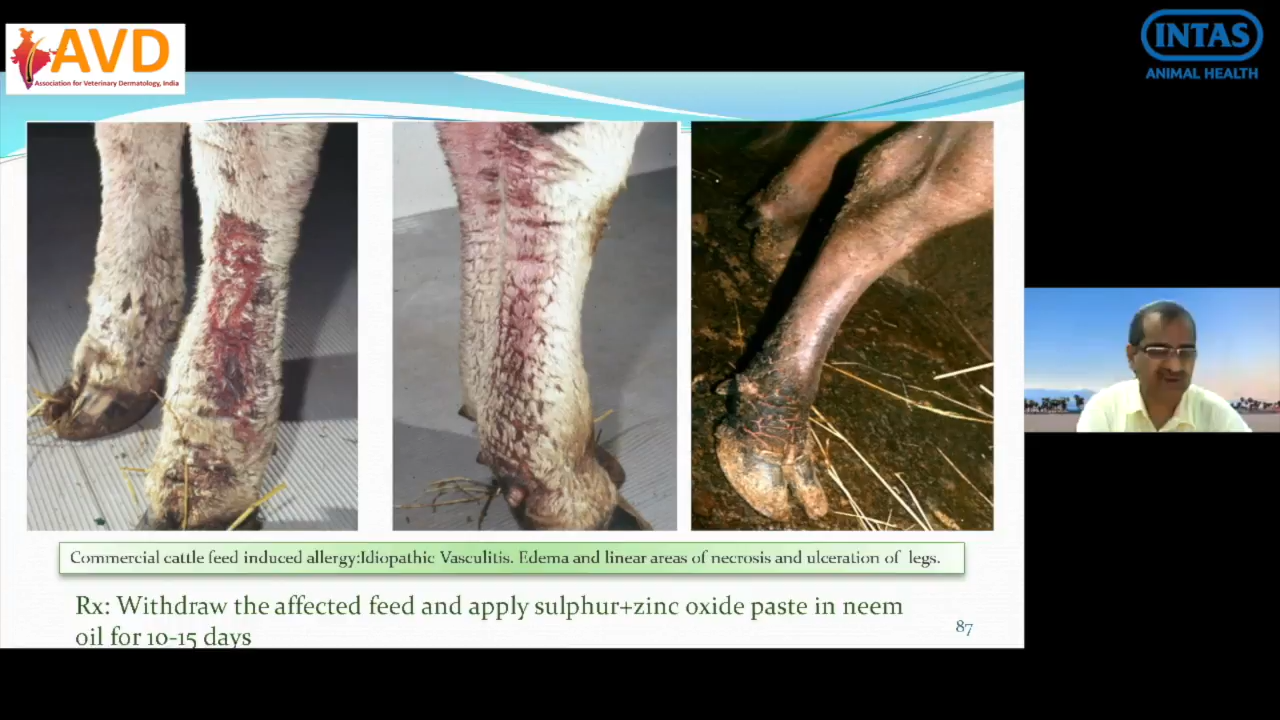 AVD
Association for Veterinary Dermatology, India
INTAS
ANIMAL HEALTH
Commercial cattle feed induced allergy:Idiopathic Vasculitis. Edema and linear areas of necrosis and ulceration of legs.
Rx: Withdraw the affected feed and apply sulphur+zinc oxide paste in neem
oil for 10-15 days
87